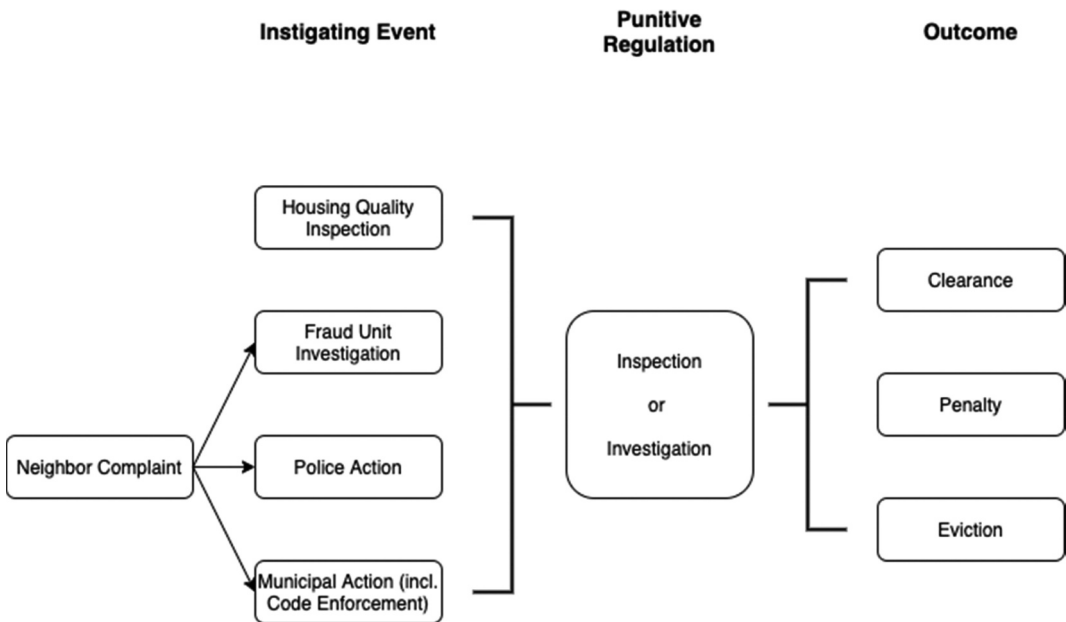 Instigating Event
Punitive
Regulation
Outcome
Housing Quality
Inspection
Fraud Unit
Investigation
Neighbor Complaint
Police Action
Municipal Action (incl.
Code Enforcement)
Inspection
or
Investigation
Clearance
Penalty
Eviction